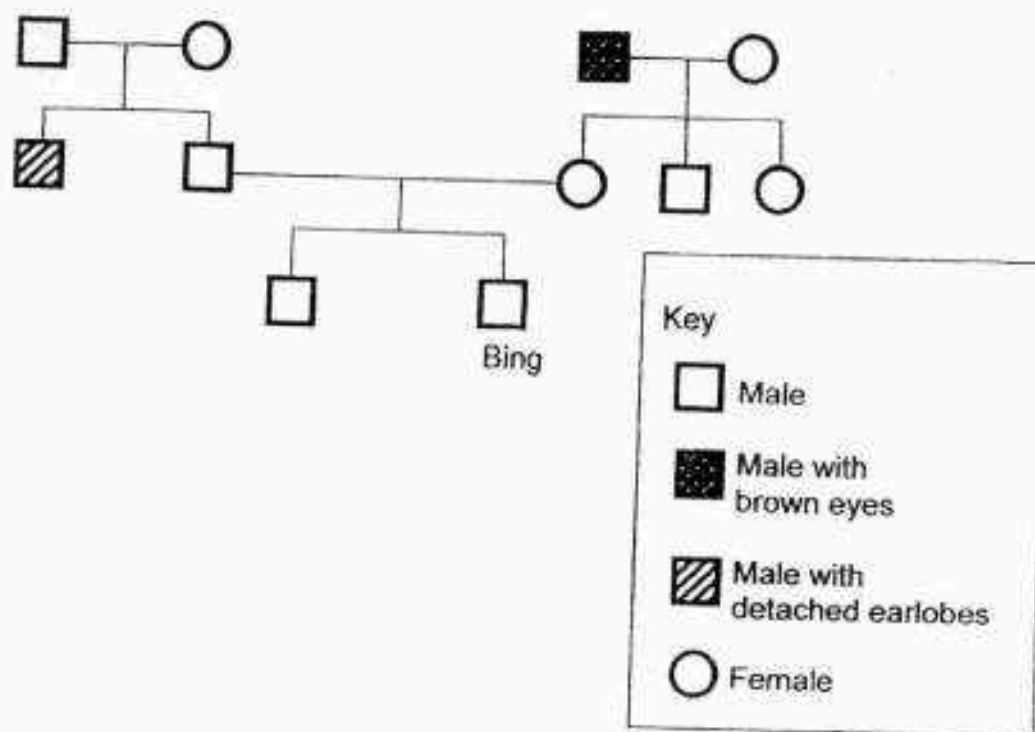 Bing
Key
Male
Male with
brown eyes
Male with
detached earlobes
Female